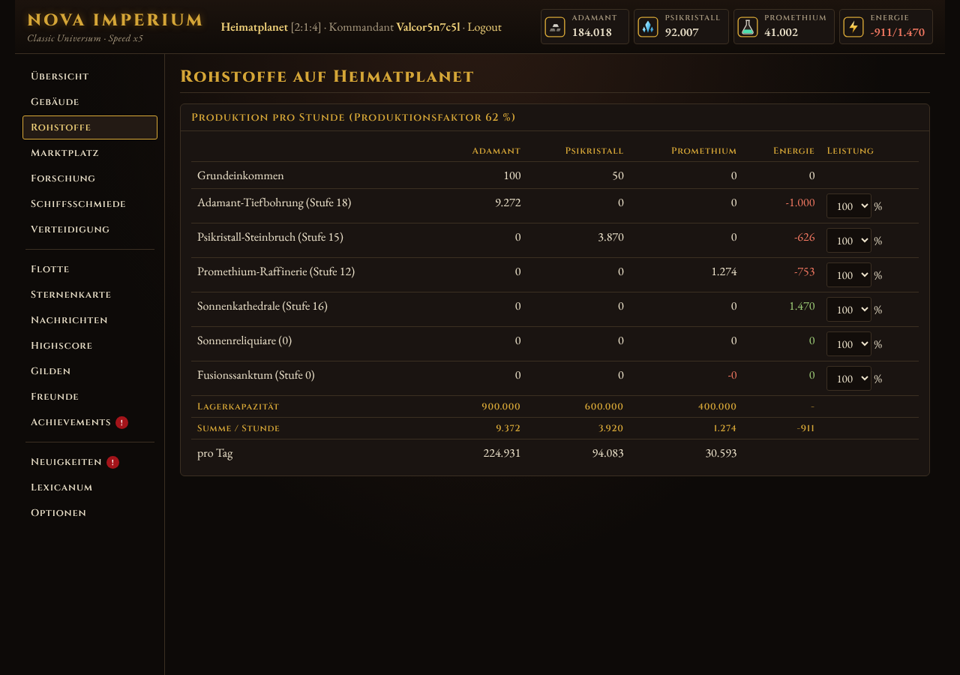 NOVA IMPERIUM
Classic Universum · Speed x5
Heimatplanet [2:1:4] · Kommandant Valcor5n7c5l · Logout
ADAMANT
184.018
PSIKRISTALL
92.007
PROMETHIUM
41.002
ENERGIE
-911/1.470
ÜBERSICHT
GEBÄUDE
ROHSTOFFE
MARKTPLATZ
FORSCHUNG
SCHIFFSSCHMIEDE
VERTEIDIGUNG
FLOTTE
STERNENKARTE
NACHRICHTEN
HIGHSCORE
GILDEN
FREUNDE
ACHIEVEMENTS !
NEUIGKEITEN !
LEXICANUM
OPTIONEN
ROHSTOFFE AUF HEIMATPLANET
PRODUKTION PRO STUNDE (PRODUKTIONSFAKTOR 62 %)
ADAMANT PSIKRISTALL PROMETHIUM ENERGIE LEISTUNG
Grundeinkommen 100 50 0 0
Adamant-Tiefbohrung (Stufe 18) 9.272 0 0 -1.000 100 %
Psikristall-Steinbruch (Stufe 15) 0 3.870 0 -626 100 %
Promethium-Raffinerie (Stufe 12) 0 0 1.274 -753 100 %
Sonnenkathedrale (Stufe 16) 0 0 0 1.470 100 %
Sonnenreliquiare (0) 0 0 0 0 100 %
Fusionssanktum (Stufe 0) 0 0 -0 0 100 %
LAGERKAPAZITÄT 900.000 600.000 400.000 -
SUMME / STUNDE 9.372 3.920 1.274 -911
pro Tag 224.931 94.083 30.593